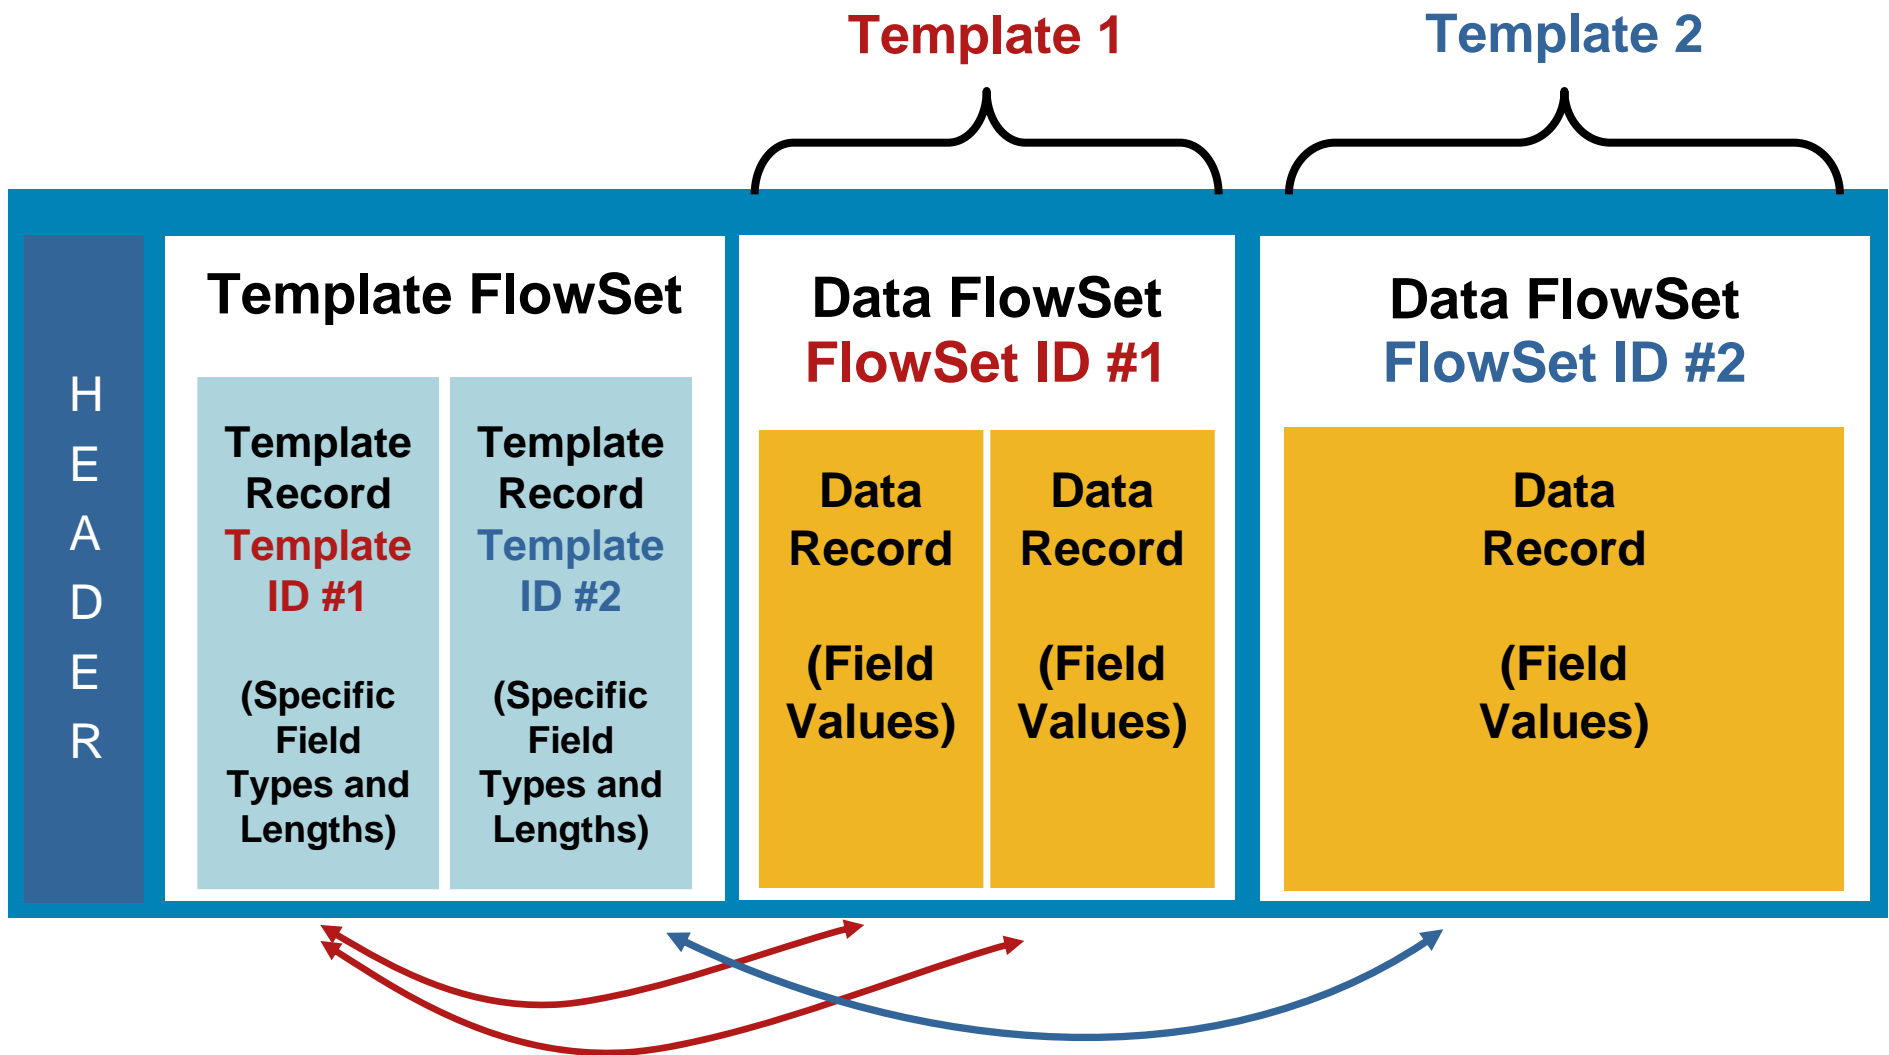 Template 1
Template 2
H
E
A
D
E
R
Template FlowSet
Template
Record
Template
ID #1
(Specific
Field
Types and
Lengths)
Template
Record
Template
ID #2
(Specific
Field
Types and
Lengths)
Data FlowSet
FlowSet ID #1
Data
Record
(Field
Values)
Data
Record
(Field
Values)
Data FlowSet
FlowSet ID #2
Data
Record
(Field
Values)